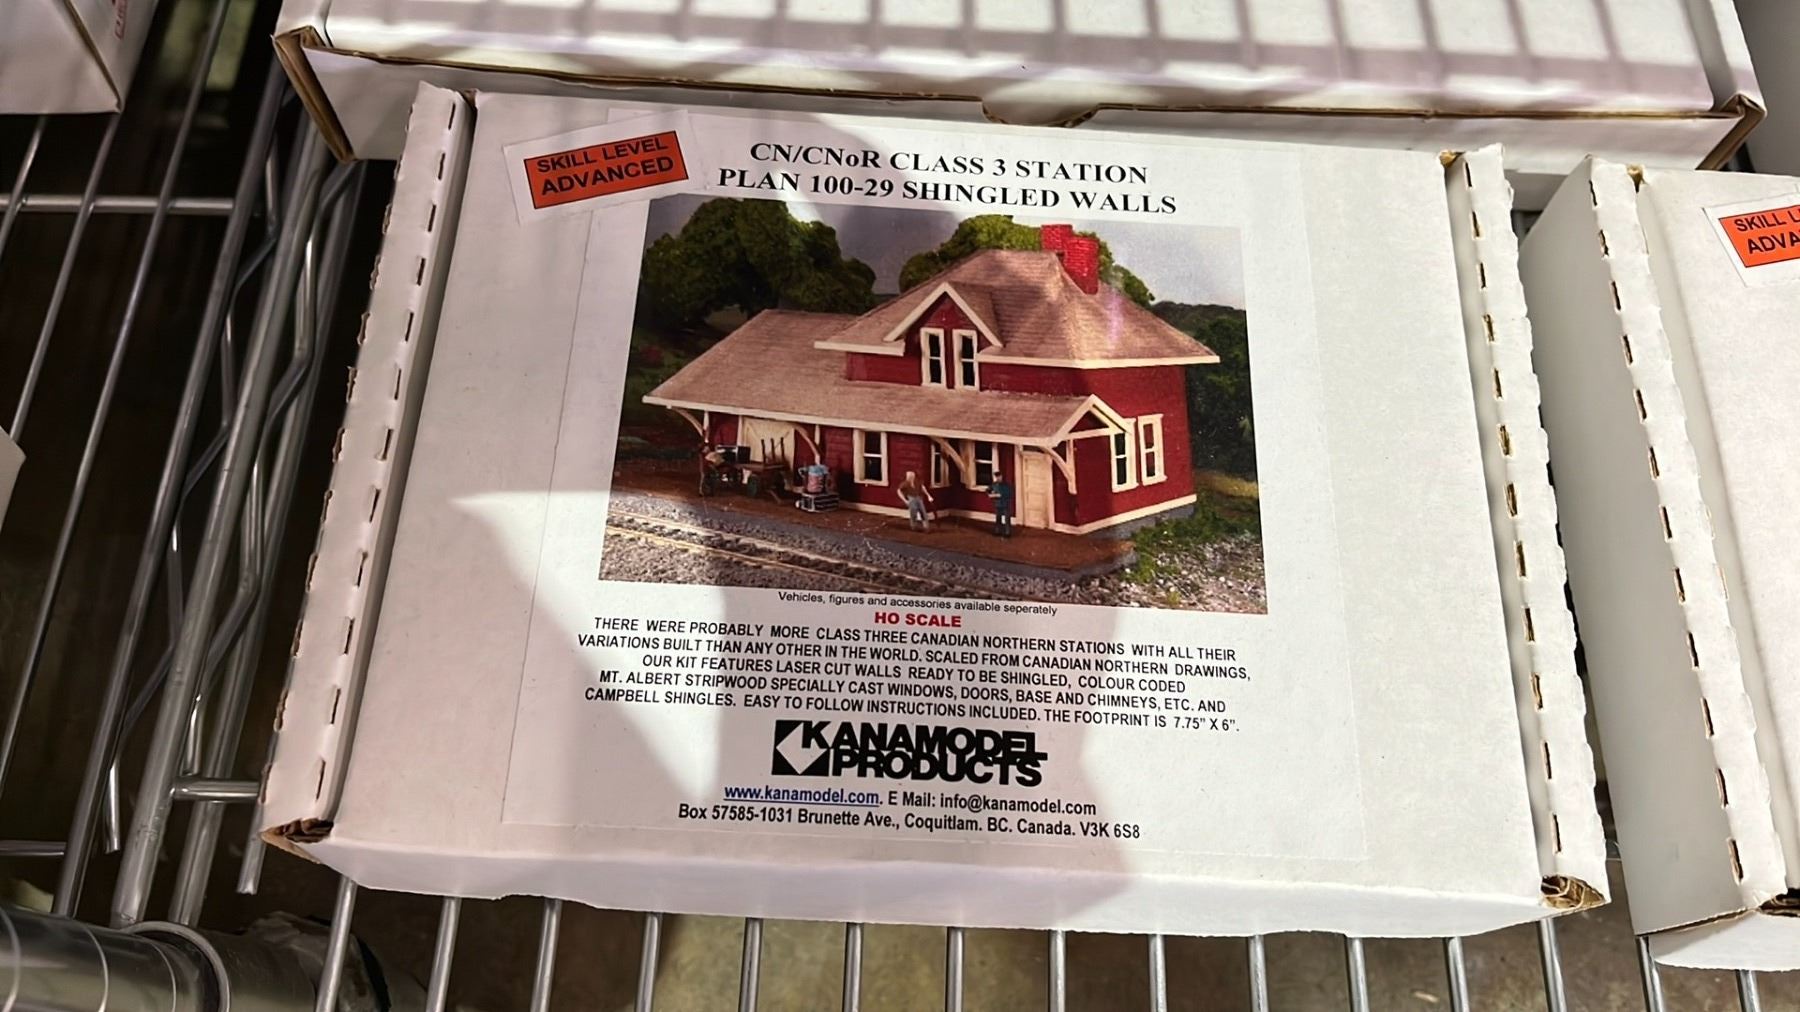 SKILL LEVEL
ADVANCED
CN/CNoR CLASS 3 STATION
PLAN 100-29 SHINGLED WALLS
Vehicles, figures and accessories available seperately
HO SCALE
THERE WERE PROBABLY MORE CLASS THREE CANADIAN NORTHERN STATIONS WITH ALL THEIR
VARIATIONS BUILT THAN ANY OTHER IN THE WORLD. SCALED FROM CANADIAN NORTHERN DRAWINGS,
OUR KIT FEATURES LASER CUT WALLS READY TO BE SHINGLED, COLOUR CODED
MT. ALBERT STRIPWOOD SPECIALLY CAST WINDOWS, DOORS, BASE AND CHIMNEYS, ETC. AND
CAMPBELL SHINGLES. EASY TO FOLLOW INSTRUCTIONS INCLUDED. THE FOOTPRINT IS 7.75" X 6".
KANAMODEL
PRODUCTS
www.kanamodel.com. E Mail: info@kanamodel.com
Box 57585-1031 Brunette Ave., Coquitlam. BC. Canada. V3K 6S8
SKILL L
ADVA